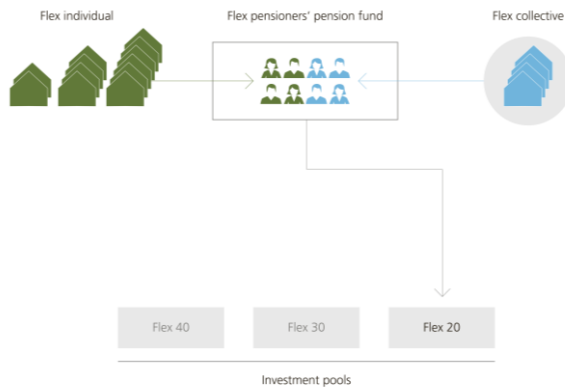 Flex individual
Flex pensioners' pension fund
Flex collective
Flex 40
Flex 30
Flex 20
Investment pools